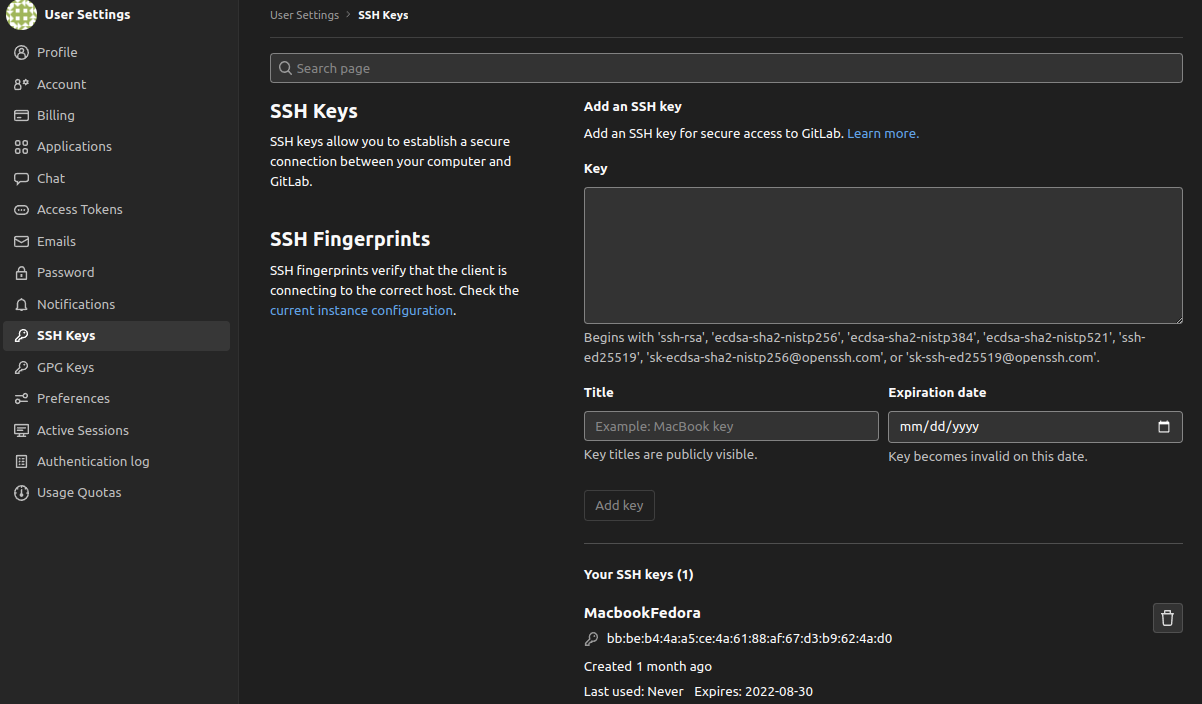 User Settings
Profile
Account
Billing
Applications
Chat
Access Tokens
Emails
Password
Notifications
SSH Keys
GPG Keys
Preferences
Active Sessions
Authentication log
Usage Quotas
User Settings > SSH Keys
Search page
SSH Keys
SSH keys allow you to establish a secure
connection between your computer and
GitLab.
SSH Fingerprints
SSH fingerprints verify that the client is
connecting to the correct host. Check the
current instance configuration.
Add an SSH key
Add an SSH key for secure access to GitLab. Learn more.
Key
Begins with 'ssh-rsa', 'ecdsa-sha2-nistp256', 'ecdsa-sha2-nistp384', 'ecdsa-sha2-nistp521', 'ssh-
ed25519', 'sk-ecdsa-sha2-nistp256@openssh.com', or 'sk-ssh-ed25519@openssh.com'.
Title
Example: MacBook key
Key titles are publicly visible.
Expiration date
mm/dd/yyyy
Key becomes invalid on this date.
Add key
Your SSH keys (1)
MacbookFedora
bb:be:b4:4a:a5:ce:4a:61:88:af:67:d3:b9:62:4a:d0
Created 1 month ago
Last used: Never Expires: 2022-08-30